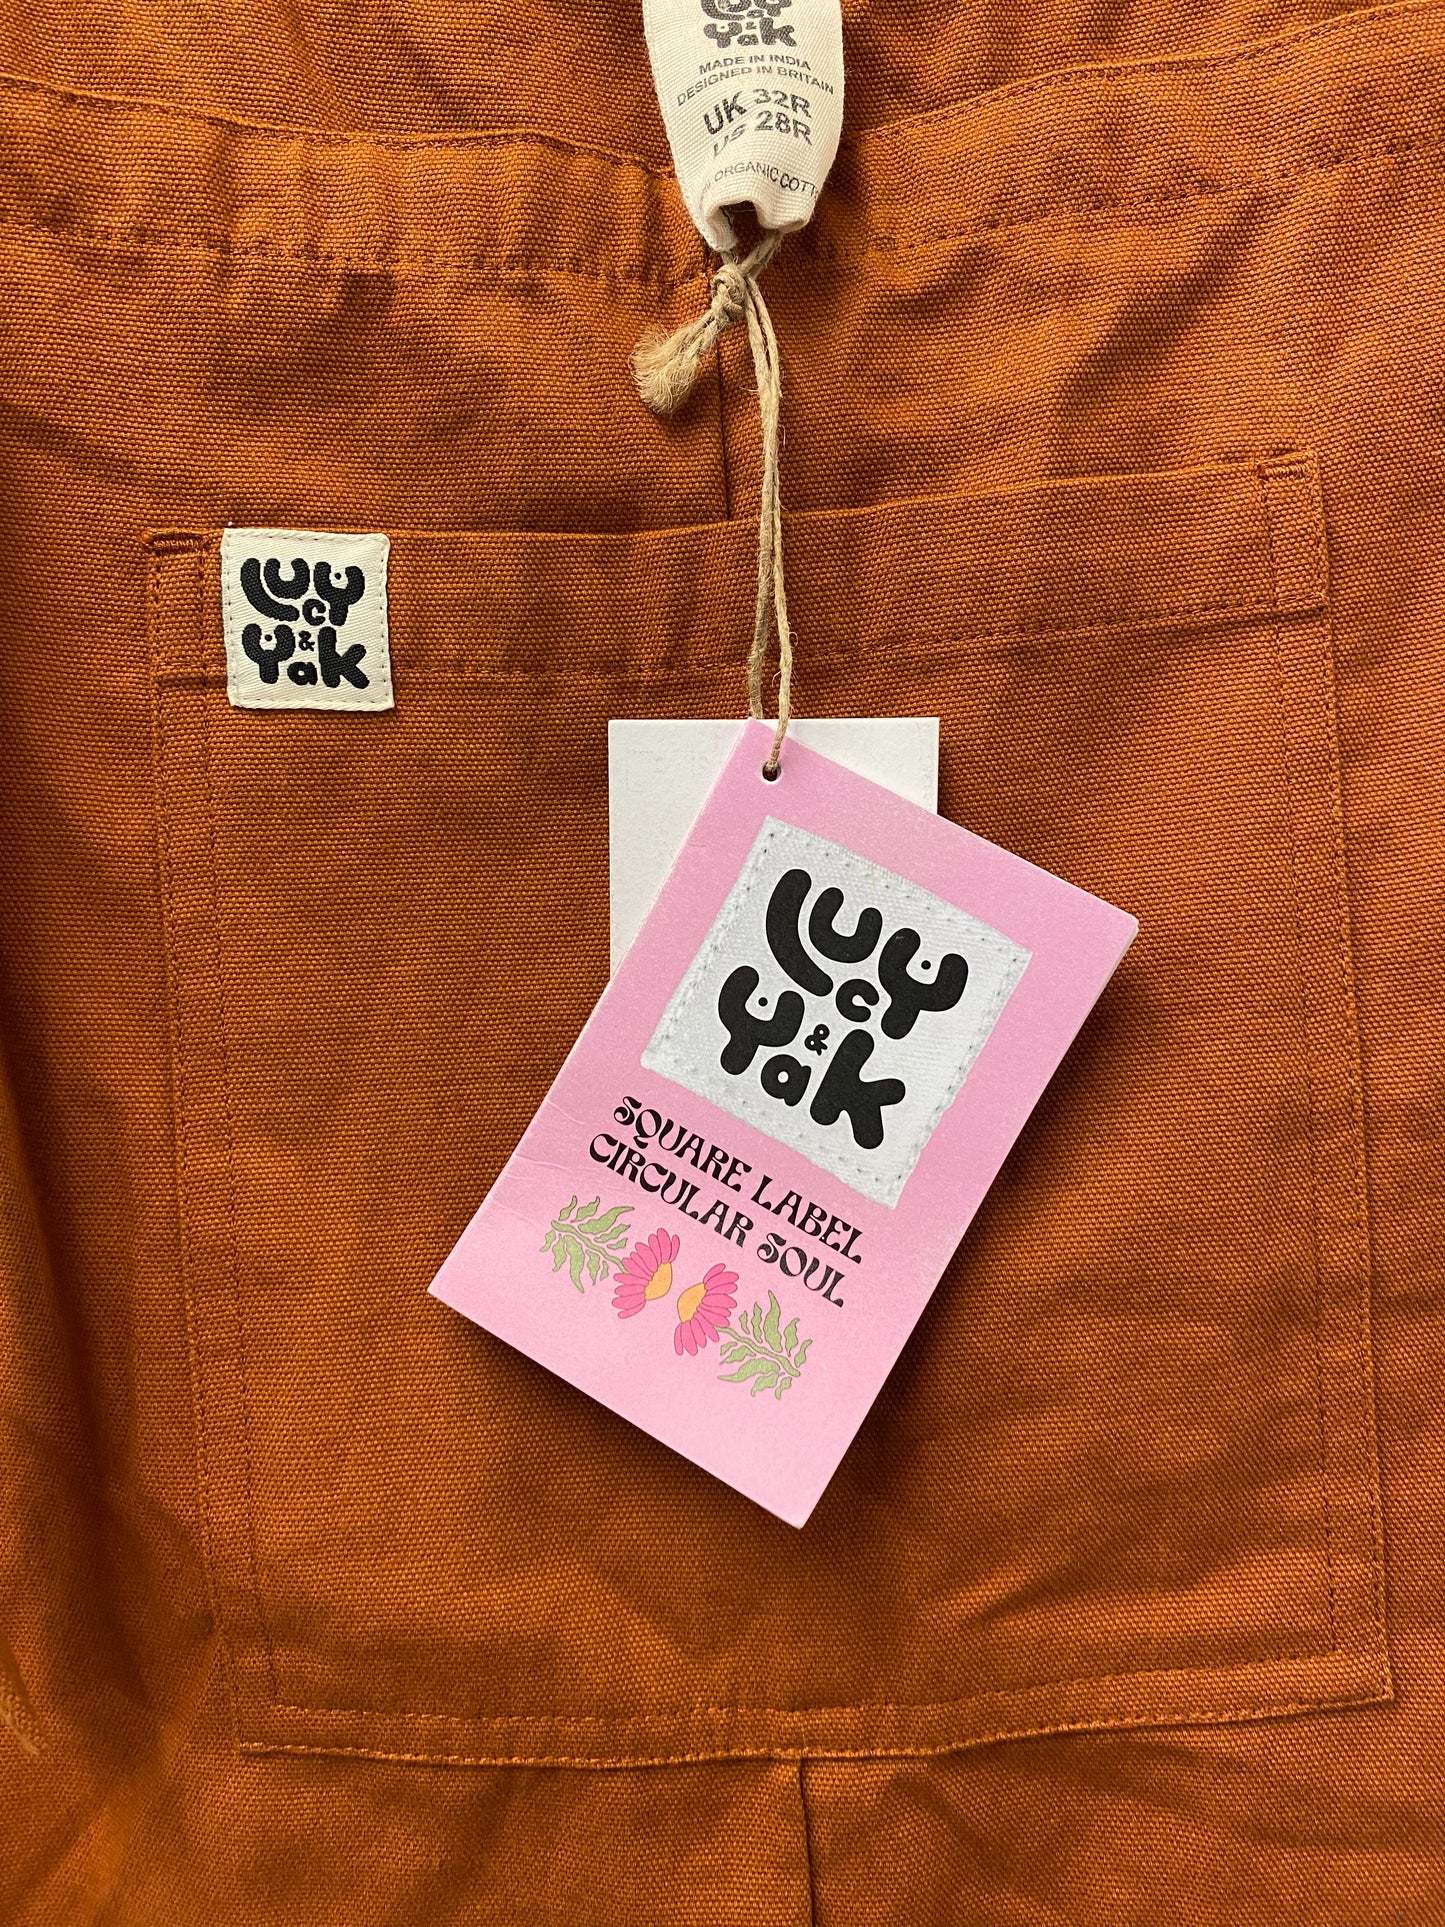 Lucy
& Yak
MADE IN INDIA
DESIGNED IN BRITAIN
UK 32R
US 28R
ORGANIC COTT
Lucy
& Yak
Lucy
& Yak
SQUARE LABEL
CIRCULAR SOUL